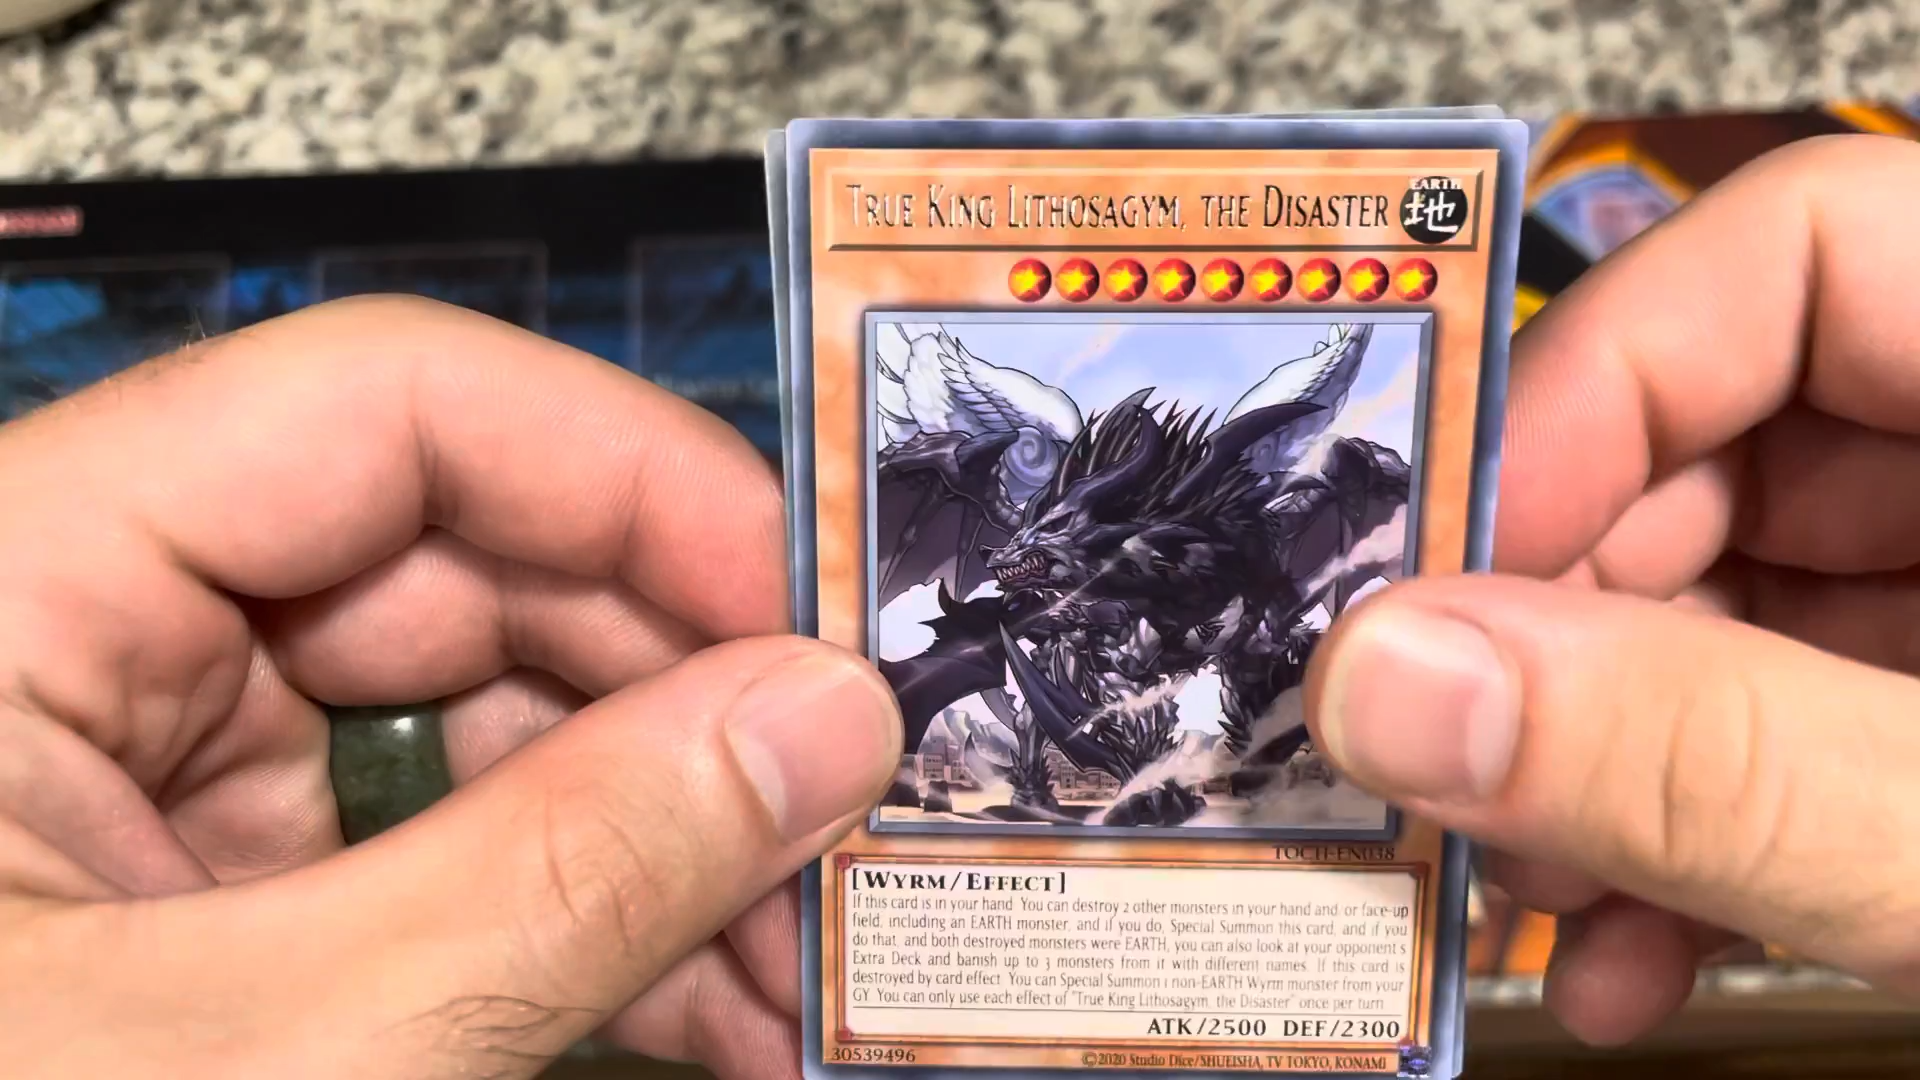 TRUE KING LITHOSAGYM, THE DISASTER
EARTH
地
TOCH-EN038
[WYRM/EFFECT]
If this card is in your hand: You can destroy 2 other monsters in your hand and/or face-up
field, including an EARTH monster, and if you do, Special Summon this card, and if you
do that, and both destroyed monsters were EARTH, you can also look at your opponent's
Extra Deck and banish up to 3 monsters from it with different names. If this card is
destroyed by card effect: You can Special Summon 1 non-EARTH Wyrm monster from your
GY. You can only use each effect of "True King Lithosagym, the Disaster" once per turn.
ATK/2500 DEF/2300
30539496
©2020 Studio Dice/SHUEISHA, TV TOKYO, KONAMI